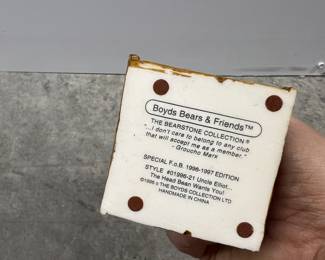 Boyds Bears & Friends™
THE BEARSTONE COLLECTION®
"...I don't care to belong to any club
that will accept me as a member."
- Groucho Marx
SPECIAL F.o.B. 1996-1997 EDITION
STYLE #01996-21 Uncle Elliot...
The Head Bean Wants You!
©1996 THE BOYDS COLLECTION LTD
HANDMADE IN CHINA